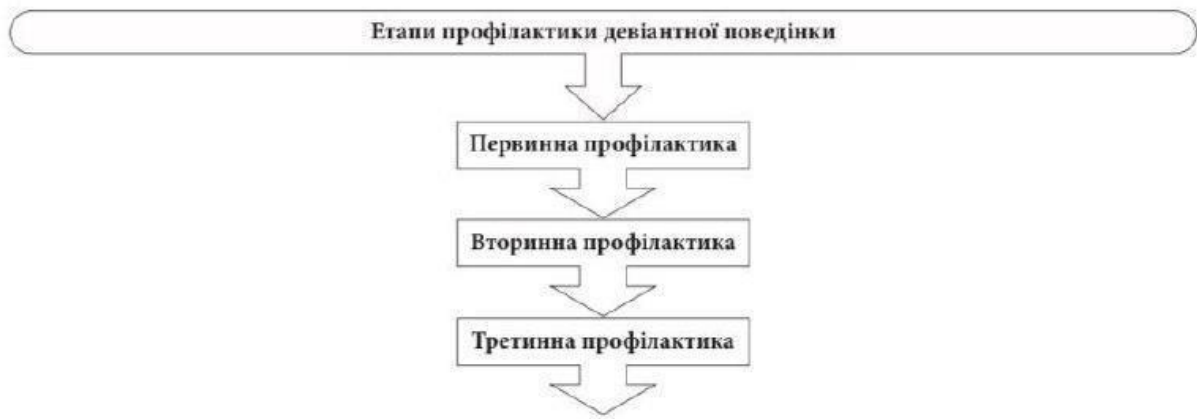 Етапи профілактики девіантної поведінки
Первинна профілактика
Вторинна профілактика
Третинна профілактика